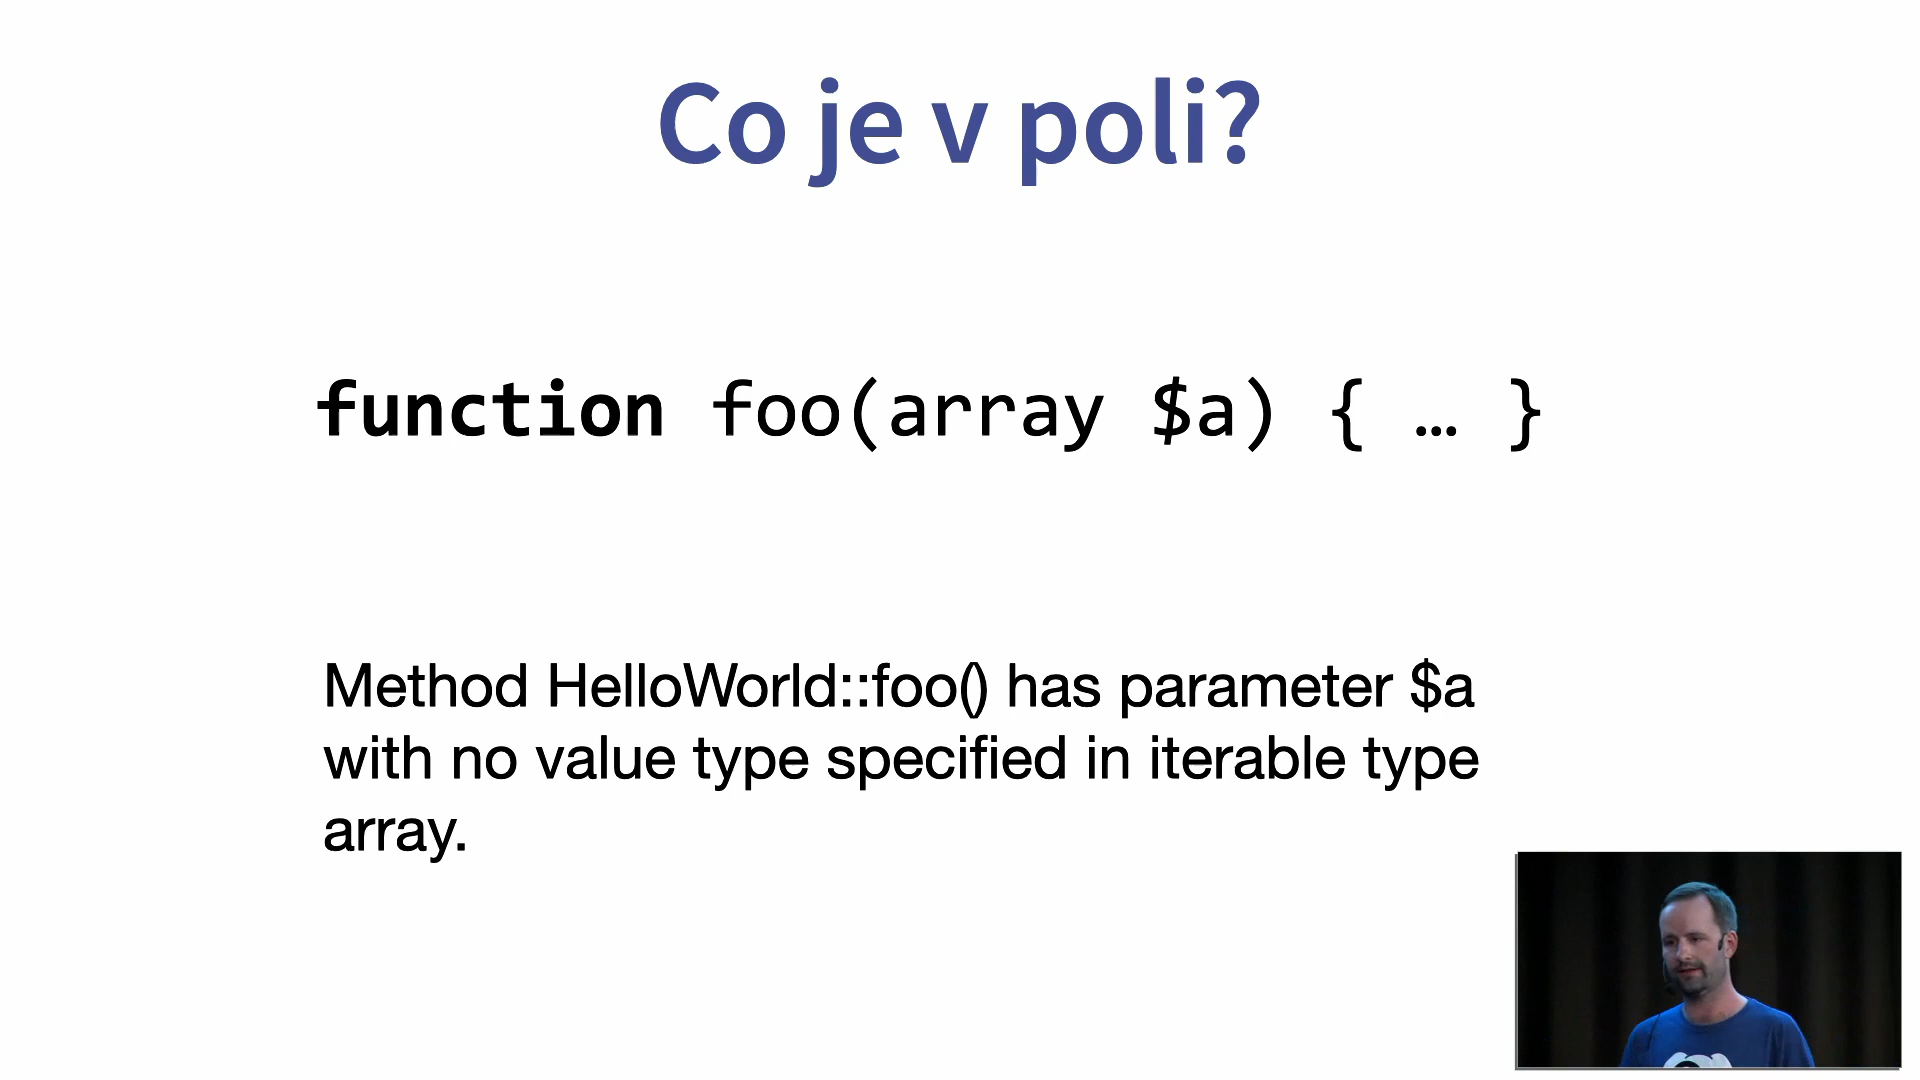 Co je v poli?
function foo(array $a) { … }
Method HelloWorld::foo() has parameter $a
with no value type specified in iterable type
array.